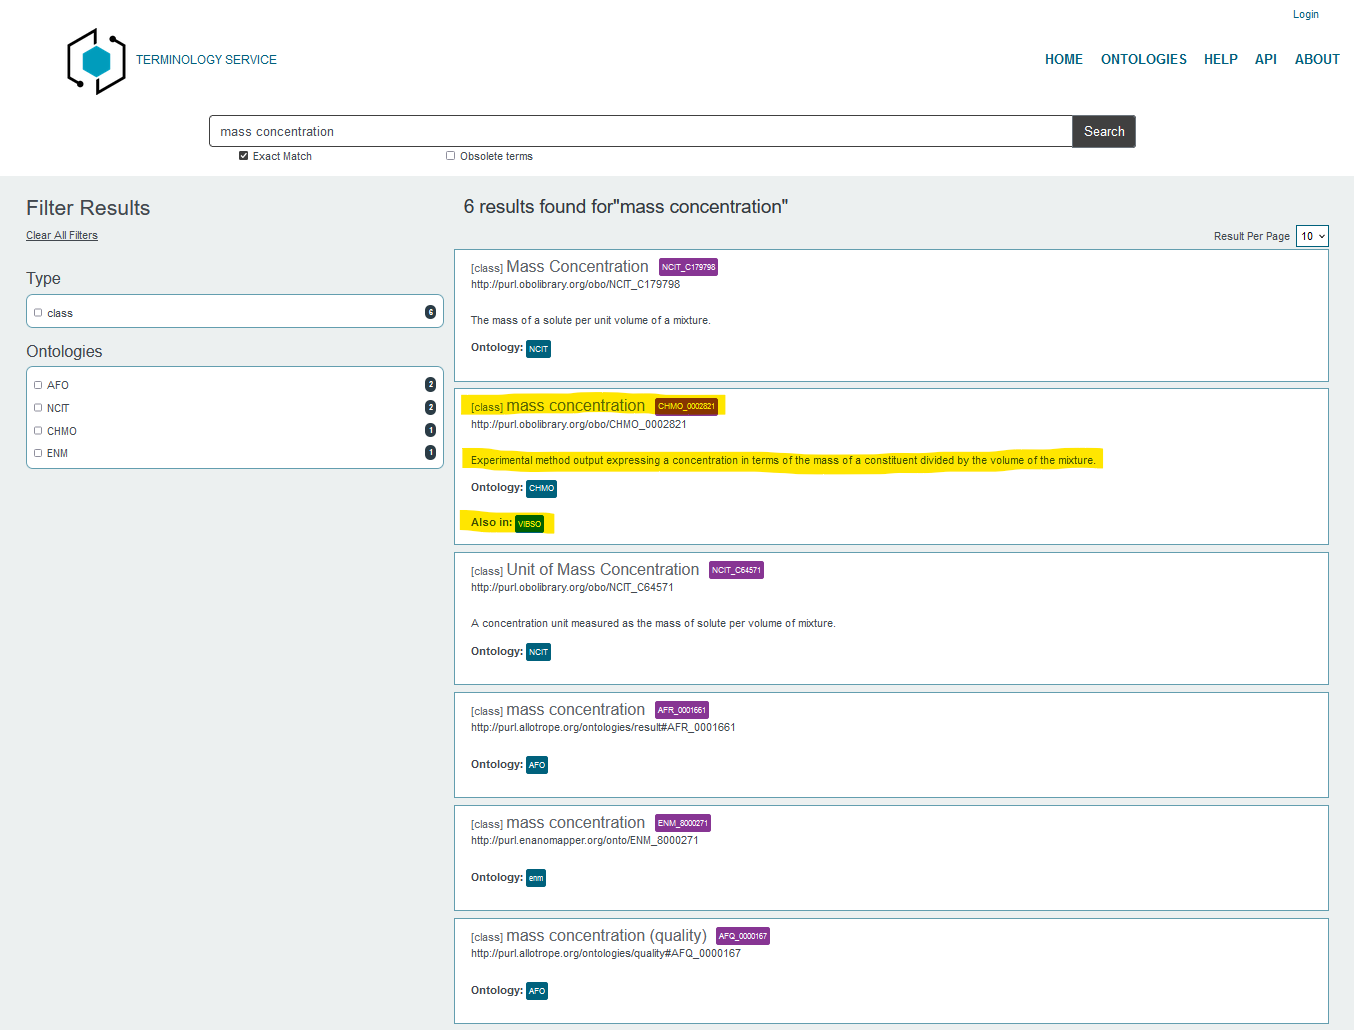 Login
TERMINOLOGY SERVICE
HOME ONTOLOGIES HELP API ABOUT
mass concentration Search
Exact Match Obsolete terms
Filter Results
Clear All Filters
Type
class 6
Ontologies
AFO 2
NCIT 2
CHMO 1
ENM 1
6 results found for"mass concentration"
Result Per Page 10
[class] Mass Concentration NCIT_C179798
http://purl.obolibrary.org/obo/NCIT_C179798
The mass of a solute per unit volume of a mixture.
Ontology: NCIT
[class] mass concentration CHMO_0002821
http://purl.obolibrary.org/obo/CHMO_0002821
Experimental method output expressing a concentration in terms of the mass of a constituent divided by the volume of the mixture.
Ontology: CHMO
Also in: VIBSO
[class] Unit of Mass Concentration NCIT_C64571
http://purl.obolibrary.org/obo/NCIT_C64571
A concentration unit measured as the mass of solute per volume of mixture.
Ontology: NCIT
[class] mass concentration AFR_0001661
http://purl.allotrope.org/ontologies/result#AFR_0001661
Ontology: AFO
[class] mass concentration ENM_8000271
http://purl.enanomapper.org/onto/ENM_8000271
Ontology: enm
[class] mass concentration (quality) AFQ_0000167
http://purl.allotrope.org/ontologies/quality#AFQ_0000167
Ontology: AFO